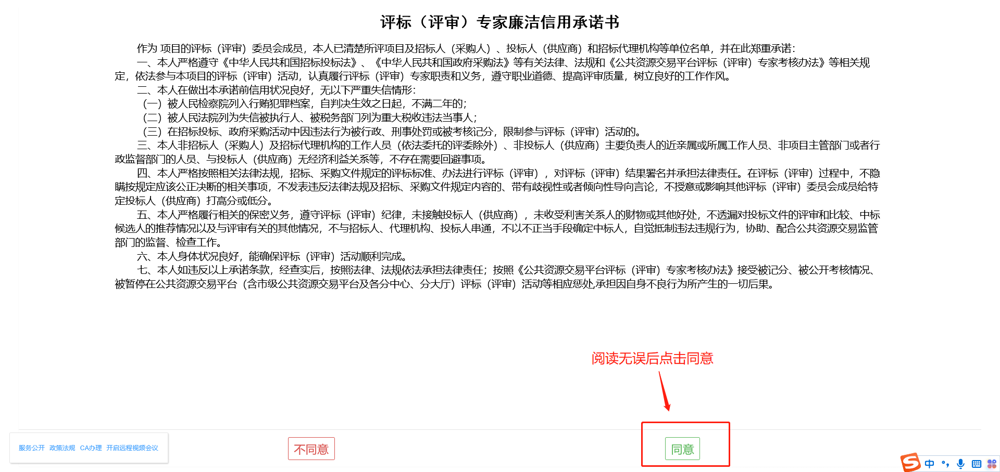 评标（评审）专家廉洁信用承诺书
作为 项目的评标（评审）委员会成员，本人已清楚所评项目及招标人（采购人）、投标人（供应商）和招标代理机构等单位名单，并在此郑重承诺：
一、本人严格遵守《中华人民共和国招标投标法》、《中华人民共和国政府采购法》等有关法律、法规和《公共资源交易平台评标（评审）专家考核办法》等相关规
定，依法参与本项目的评标（评审）活动，认真履行评标（评审）专家职责和义务，遵守职业道德、提高评审质量，树立良好的工作作风。
二、本人在做出本承诺前信用状况良好，无以下严重失信情形：
（一）被人民检察院列入行贿犯罪档案，自判决生效之日起，不满二年的；
（二）被人民法院列为失信被执行人、被税务部门列为重大税收违法当事人；
（三）在招标投标、政府采购活动中因违法行为被行政、刑事处罚或被考核记分，限制参与评标（评审）活动的。
三、本人非招标人（采购人）及招标代理机构的工作人员（依法委托的评委除外）、非投标人（供应商）主要负责人的近亲属或所属工作人员、非项目主管部门或者行
政监督部门的人员、与投标人（供应商）无经济利益关系等，不存在需要回避事项。
四、本人严格按照相关法律法规，招标、采购文件规定的评标标准、办法进行评标（评审），对评标（评审）结果署名并承担法律责任。在评标（评审）过程中，不隐
瞒按规定应该公正决断的相关事项，不发表违反法律法规及招标、采购文件规定内容的、带有歧视性或者倾向性导向言论，不授意或影响其他评标（评审）委员会成员给特
定投标人（供应商）打高分或低分。
五、本人严格履行相关的保密义务，遵守评标（评审）纪律，未接触投标人（供应商），未收受利害关系人的财物或其他好处，不透漏对投标文件的评审和比较、中标
候选人的推荐情况以及与评审有关的其他情况，不与招标人、代理机构、投标人串通，不以不正当手段确定中标人，自觉抵制违法违规行为，协助、配合公共资源交易监管
部门的监督、检查工作。
六、本人身体状况良好，能确保评标（评审）活动顺利完成。
七、本人如违反以上承诺条款，经查实后，按照法律、法规依法承担法律责任；按照《公共资源交易平台评标（评审）专家考核办法》接受被记分、被公开考核情况、
被暂停在公共资源交易平台（含市级公共资源交易平台及各分中心、分大厅）评标（评审）活动等相应惩处,承担因自身不良行为所产生的一切后果。
阅读无误后点击同意
服务公开 政策法规 CA办理 开启远程视频会议
不同意
同意
中